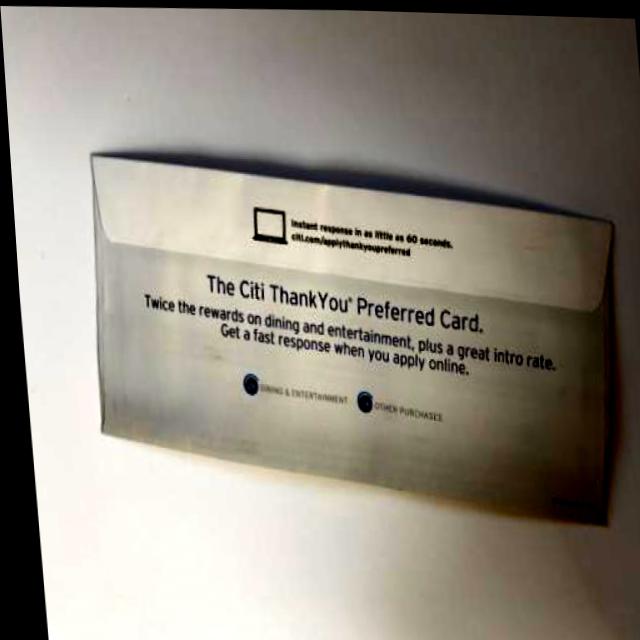 Instant response in as little as 60 seconds.
citi.com/applythankyoupreferred
The Citi ThankYou® Preferred Card.
Twice the rewards on dining and entertainment, plus a great intro rate.
Get a fast response when you apply online.
DINING & ENTERTAINMENT OTHER PURCHASES